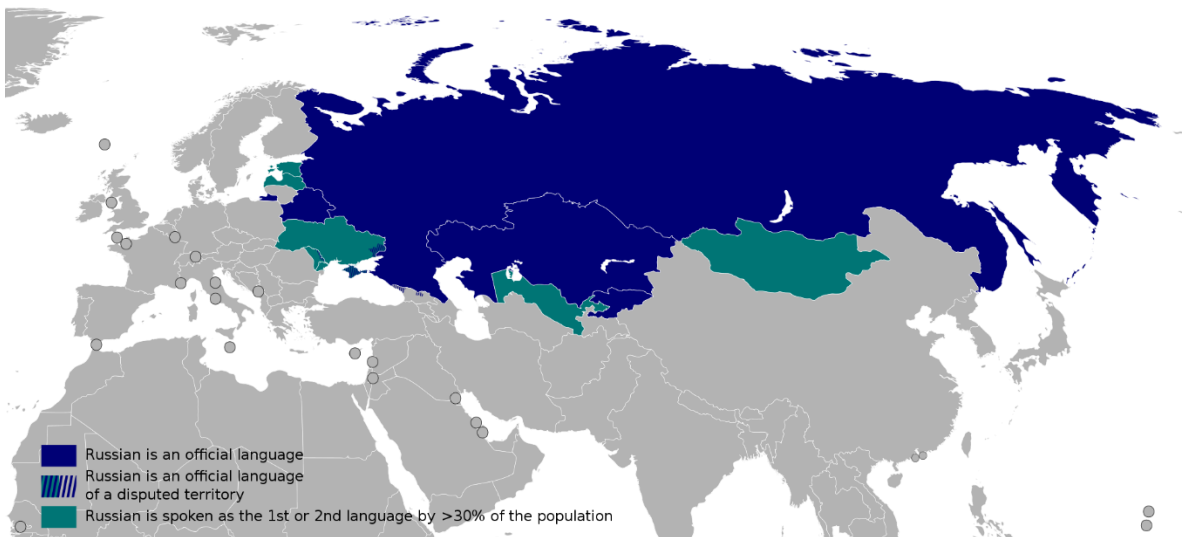 Russian is an official language
Russian is an official language
of a disputed territory
Russian is spoken as the 1st or 2nd language by >30% of the population